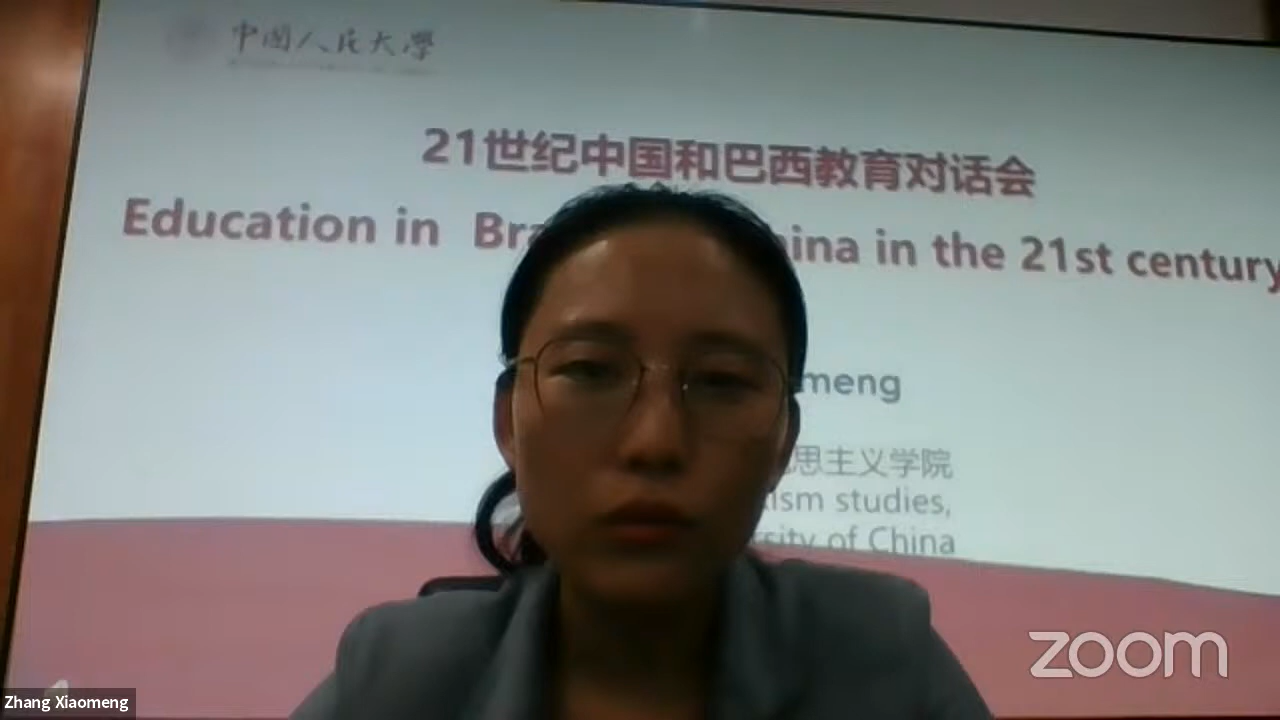 中国人民大學
21世纪中国和巴西教育对话会
Education in Bra ina in the 21st century
meng
思主义学院
ism studies,
rsity of China
zoom
Zhang Xiaomeng